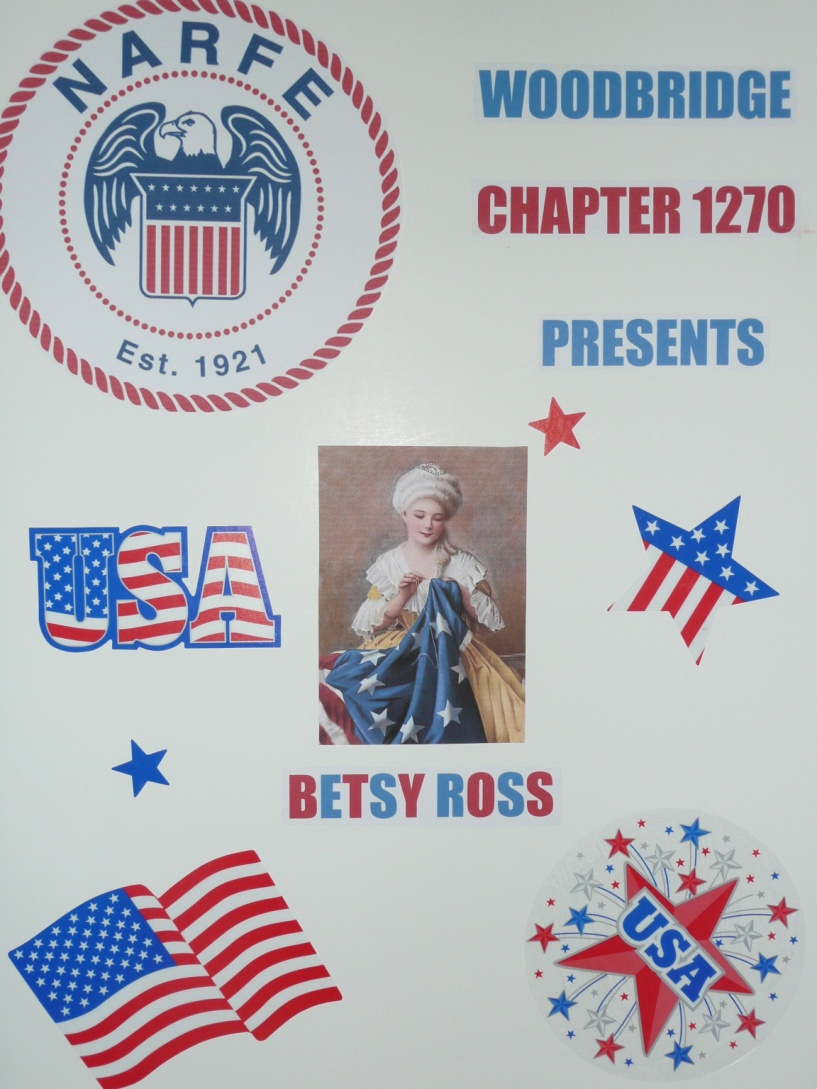 NARFE
Est. 1921
WOODBRIDGE
CHAPTER 1270
PRESENTS
USA
BETSY ROSS
USA